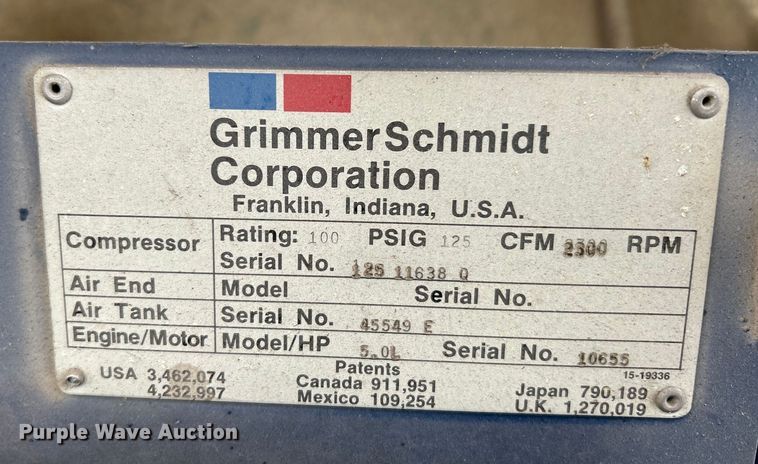 GrimmerSchmidt
Corporation
Franklin, Indiana, U.S.A.
Compressor Rating: 100 PSIG 125 CFM 2300 RPM
Serial No. 125 11638 Q
Air End Model Serial No.
Air Tank Serial No. 45549 E
Engine/Motor Model/HP 5.0L Serial No. 10655
15-19336
Patents
USA 3,462,074 Canada 911,951 Japan 790,189
4,232,997 Mexico 109,254 U.K. 1,270,019
Purple Wave Auction